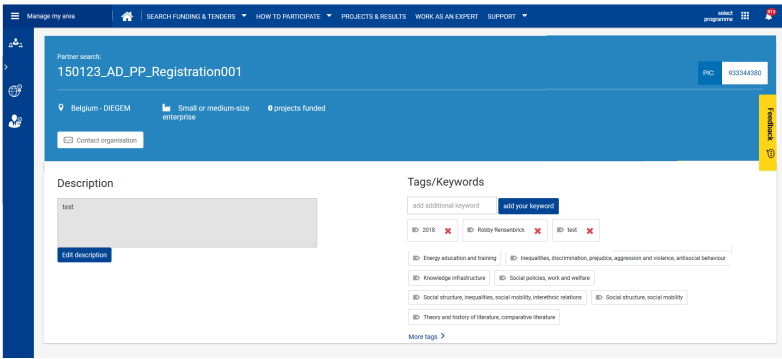 Manage my area
SEARCH FUNDING & TENDERS
HOW TO PARTICIPATE
PROJECTS & RESULTS
WORK AS AN EXPERT
SUPPORT
select
programme
Partner search:
150123_AD_PP_Registration001
PIC:
933344380
Belgium - DIEGEM
Small or medium-size
enterprise
0 projects funded
Contact organisation
Feedback
Description
test
Edit description
Tags/Keywords
add additional keyword
add your keyword
2018
Robby Rensenbrick
test
Energy education and training
Inequalities, discrimination, prejudice, aggression and violence, antisocial behaviour
Knowledge infrastructure
Social policies, work and welfare
Social structure, inequalities, social mobility, interethnic relations
Social structure, social mobility
Theory and history of literature, comparative literature
More tags